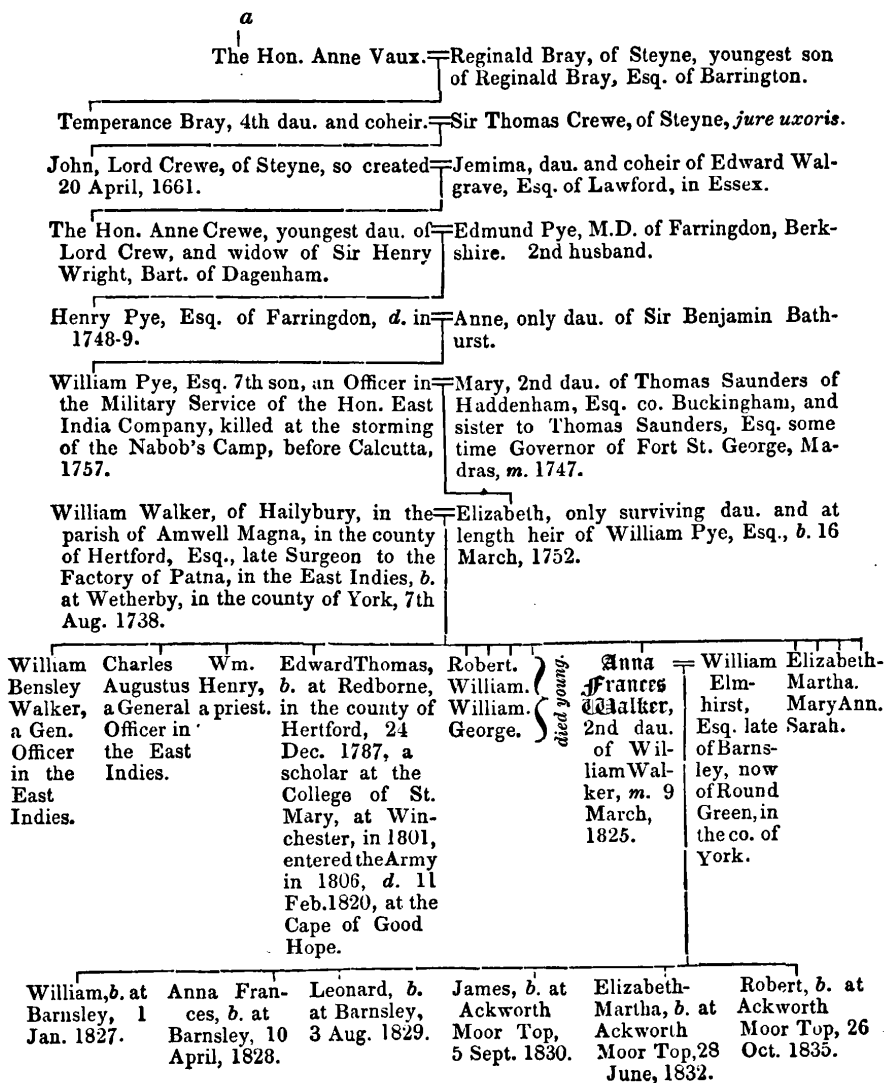 a
The Hon. Anne Vaux.
Reginald Bray, of Steyne, youngest son
of Reginald Bray, Esq. of Barrington.
Temperance Bray, 4th dau. and coheir.
Sir Thomas Crewe, of Steyne, jure uxoris.
John, Lord Crewe, of Steyne, so created
20 April, 1661.
Jemima, dau. and coheir of Edward Wal-
grave, Esq. of Lawford, in Essex.
The Hon. Anne Crewe, youngest dau. of
Lord Crew, and widow of Sir Henry
Wright, Bart. of Dagenham.
Edmund Pye, M.D. of Farringdon, Berk-
shire. 2nd husband.
Henry Pye, Esq. of Farringdon, d. in
1748-9.
Anne, only dau. of Sir Benjamin Bath-
urst.
William Pye, Esq. 7th son, an Officer in
the Military Service of the Hon. East
India Company, killed at the storming
of the Nabob's Camp, before Calcutta,
1757.
Mary, 2nd dau. of Thomas Saunders of
Haddenham, Esq. co. Buckingham, and
sister to Thomas Saunders, Esq. some
time Governor of Fort St. George, Ma-
dras, m. 1747.
William Walker, of Hailybury, in the
parish of Amwell Magna, in the county
of Hertford, Esq., late Surgeon to the
Factory of Patna, in the East Indies, b.
at Wetherby, in the county of York, 7th
Aug. 1738.
Elizabeth, only surviving dau. and at
length heir of William Pye, Esq., b. 16
March, 1752.
William
Bensley
Walker,
a Gen.
Officer
in the
East
Indies.
Charles
Augustus
a General
Officer in
the East
Indies.
Wm.
Henry,
a priest.
Edward Thomas,
b. at Redborne,
in the county of
Hertford, 24
Dec. 1787, a
scholar at the
College of St.
Mary, at Win-
chester, in 1801,
entered the Army
in 1806, d. 11
Feb. 1820, at the
Cape of Good
Hope.
Robert.
William.
William.
George.
died young.
Anna
Frances
Walker,
2nd dau.
of Wil-
liam Wal-
ker, m. 9
March,
1825.
William
Elm-
hirst,
Esq. late
of Barns-
ley, now
of Round
Green, in
the co. of
York.
Elizabeth-
Martha.
Mary Ann.
Sarah.
William, b. at
Barnsley, 1
Jan. 1827.
Anna Fran-
ces, b. at
Barnsley, 10
April, 1828.
Leonard, b.
at Barnsley,
3 Aug. 1829.
James, b. at
Ackworth
Moor Top,
5 Sept. 1830.
Elizabeth-
Martha, b. at
Ackworth
Moor Top, 28
June, 1832.
Robert, b. at
Ackworth
Moor Top, 26
Oct. 1835.